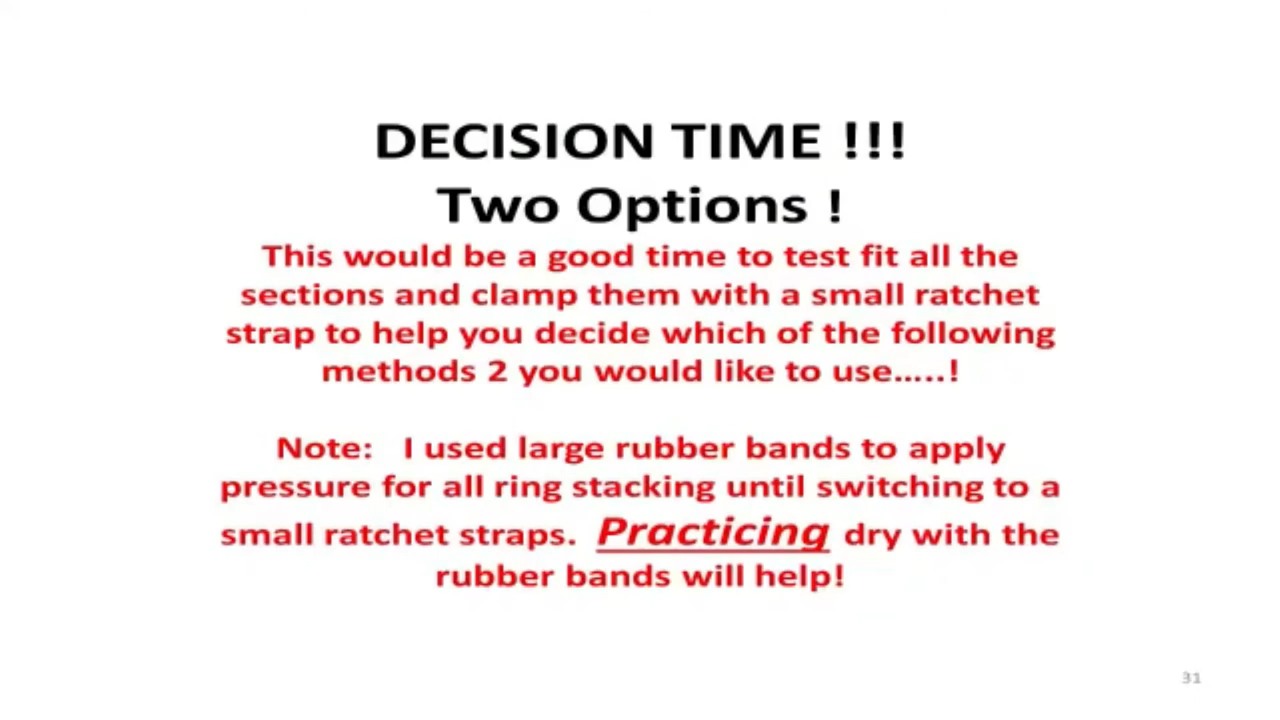 DECISION TIME !!!
Two Options !
This would be a good time to test fit all the
sections and clamp them with a small ratchet
strap to help you decide which of the following
methods 2 you would like to use.....!
Note: I used large rubber bands to apply
pressure for all ring stacking until switching to a
small ratchet straps. Practicing dry with the
rubber bands will help!
31